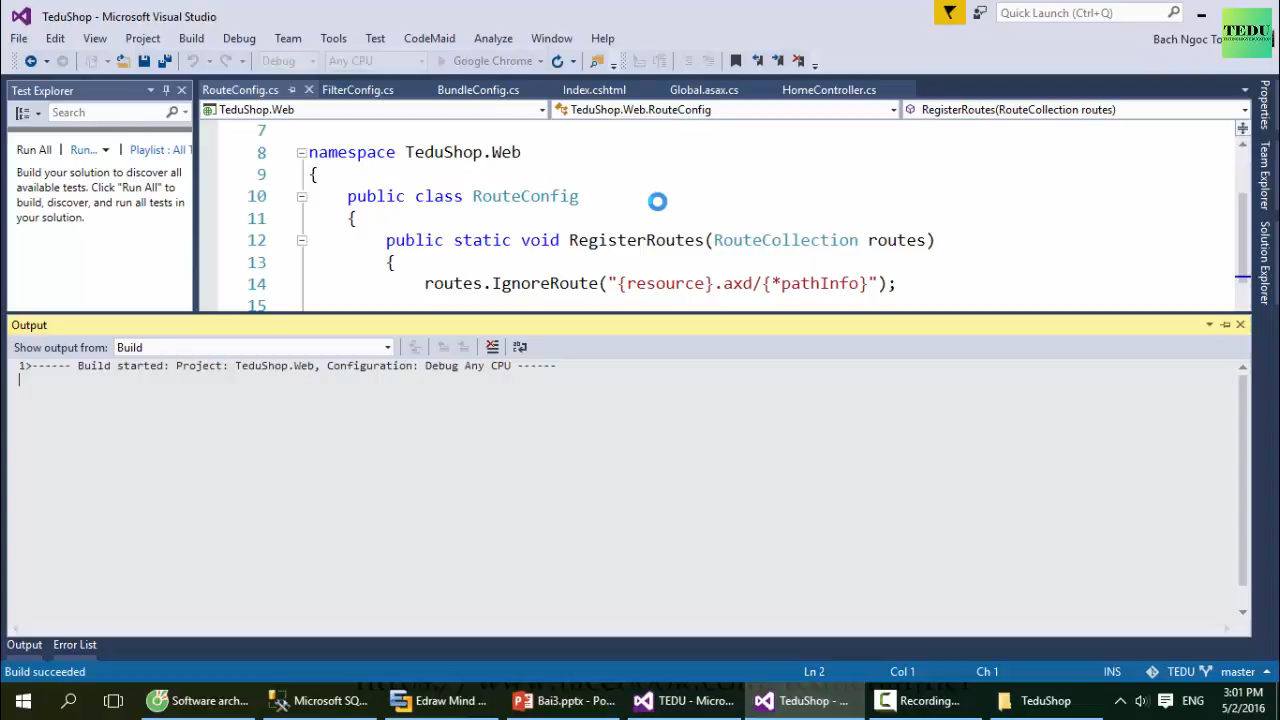 TeduShop - Microsoft Visual Studio
Quick Launch (Ctrl+Q)
File Edit View Project Build Debug Team Tools Test CodeMaid Analyze Window Help
Bach Ngoc To
TEDU
Debug Any CPU Google Chrome
Test Explorer
RouteConfig.cs FilterConfig.cs BundleConfig.cs Index.cshtml Global.asax.cs HomeController.cs
Search
TeduShop.Web TeduShop.Web.RouteConfig RegisterRoutes(RouteCollection routes)
Run All Run... Playlist : All T
Build your solution to discover all
available tests. Click "Run All" to
build, discover, and run all tests in
your solution.
7
8 namespace TeduShop.Web
9 {
10 public class RouteConfig
11 {
12 public static void RegisterRoutes(RouteCollection routes)
13 {
14 routes.IgnoreRoute("{resource}.axd/{*pathInfo}");
15
Properties
Team Explorer
Solution Explorer
Output
Show output from: Build
1>------ Build started: Project: TeduShop.Web, Configuration: Debug Any CPU ------
Output Error List
Build succeeded Ln 2 Col 1 Ch 1 INS TEDU master
Software arch... Microsoft SQ... Edraw Mind ... Bai3.pptx - Po... TEDU - Micro... TeduShop - ... Recording... TeduShop ENG
3:01 PM
5/2/2016